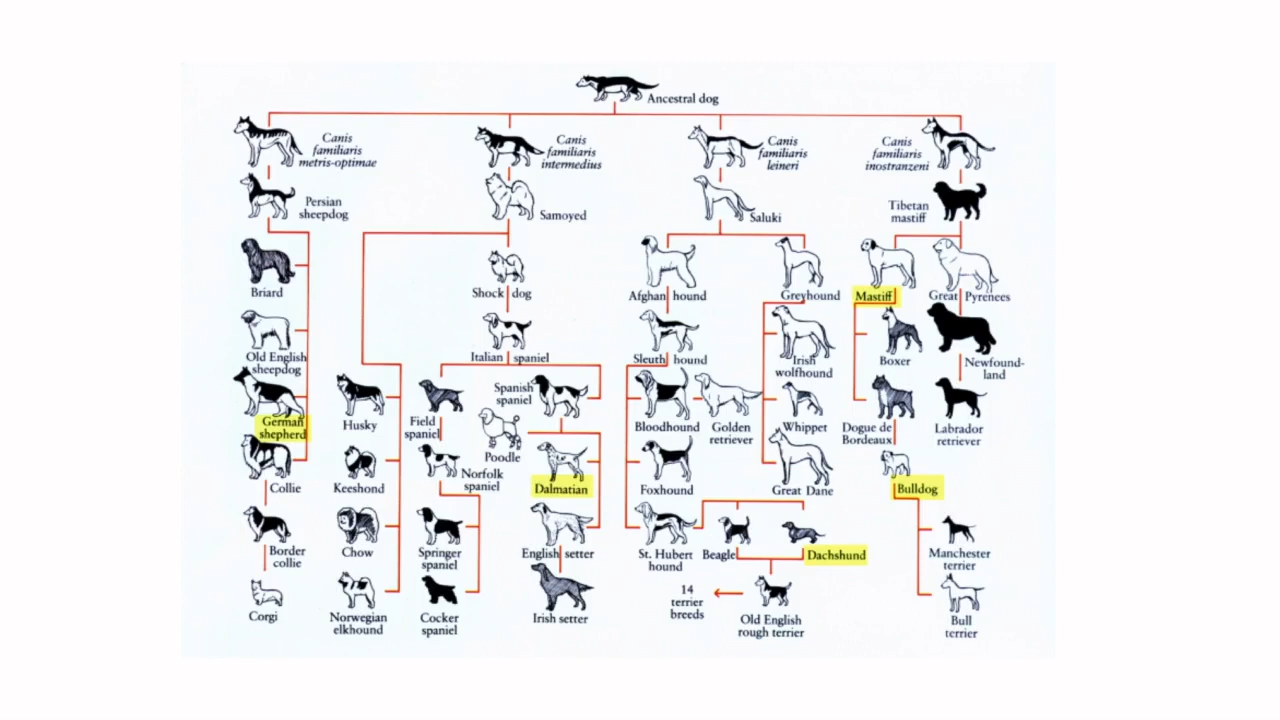 Ancestral dog
Canis
familiaris
metris-optimae
Canis
familiaris
intermedius
Canis
familiaris
leineri
Canis
familiaris
inostranzeni
Persian
sheepdog
Samoyed
Saluki
Tibetan
mastiff
Briard
Shock dog
Afghan hound
Greyhound
Mastiff
Great Pyrenees
Old English
sheepdog
Italian spaniel
Sleuth hound
Irish
wolfhound
Boxer
Newfound-
land
German
shepherd
Husky
Field
spaniel
Spanish
spaniel
Poodle
Bloodhound
Golden
retriever
Whippet
Dogue de
Bordeaux
Labrador
retriever
Collie
Keeshond
Norfolk
spaniel
Dalmatian
Foxhound
Great Dane
Bulldog
Border
collie
Chow
Springer
spaniel
English setter
St. Hubert
hound
Beagle
Dachshund
Manchester
terrier
Corgi
Norwegian
elkhound
Cocker
spaniel
Irish setter
14
terrier
breeds
Old English
rough terrier
Bull
terrier